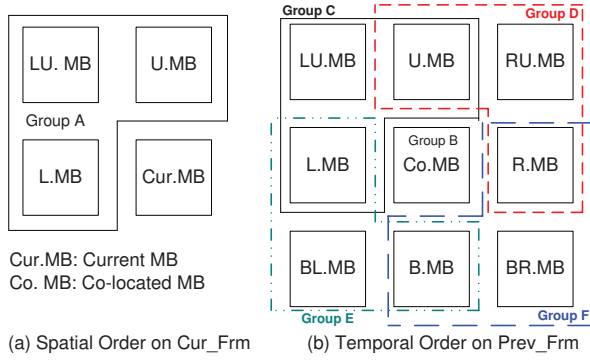 LU. MB U.MB
Group A
L.MB Cur.MB
Cur.MB: Current MB
Co. MB: Co-located MB
(a) Spatial Order on Cur_Frm
Group C
Group D
LU.MB U.MB RU.MB
Group B
L.MB Co.MB R.MB
BL.MB B.MB BR.MB
Group E
Group F
(b) Temporal Order on Prev_Frm